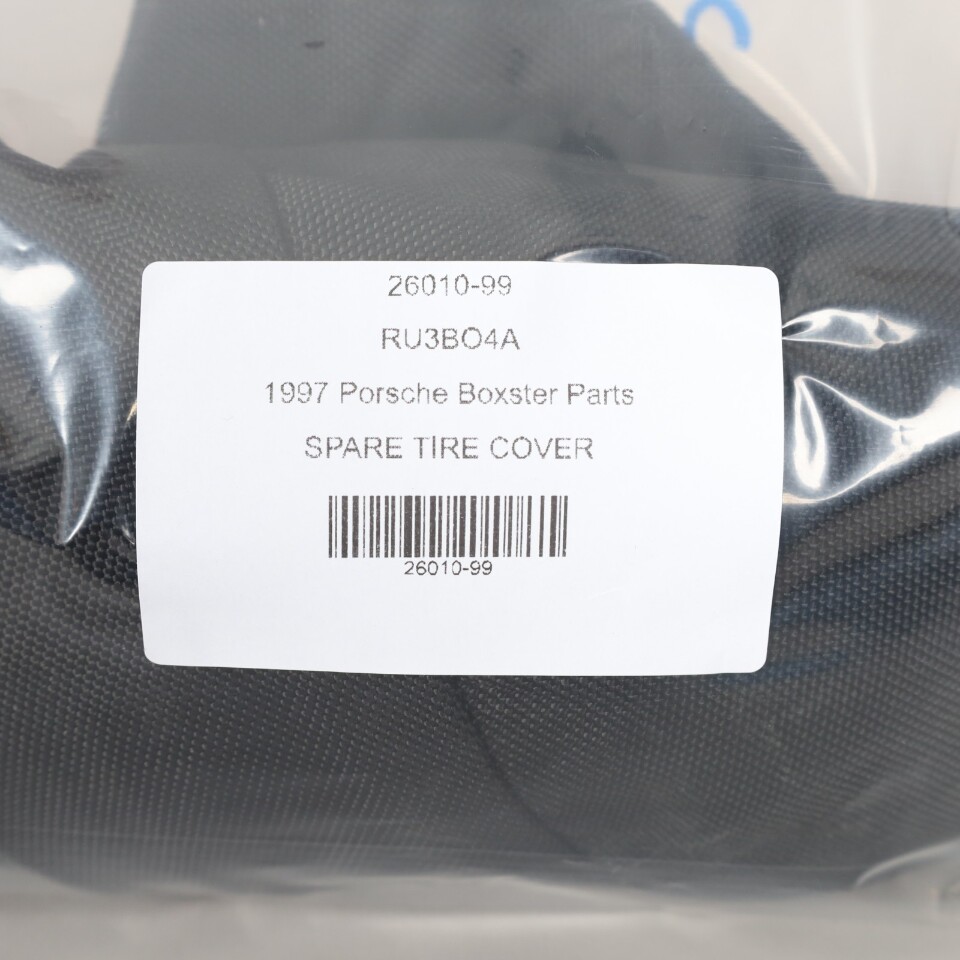 26010-99
RU3BO4A
1997 Porsche Boxster Parts
SPARE TIRE COVER
26010-99